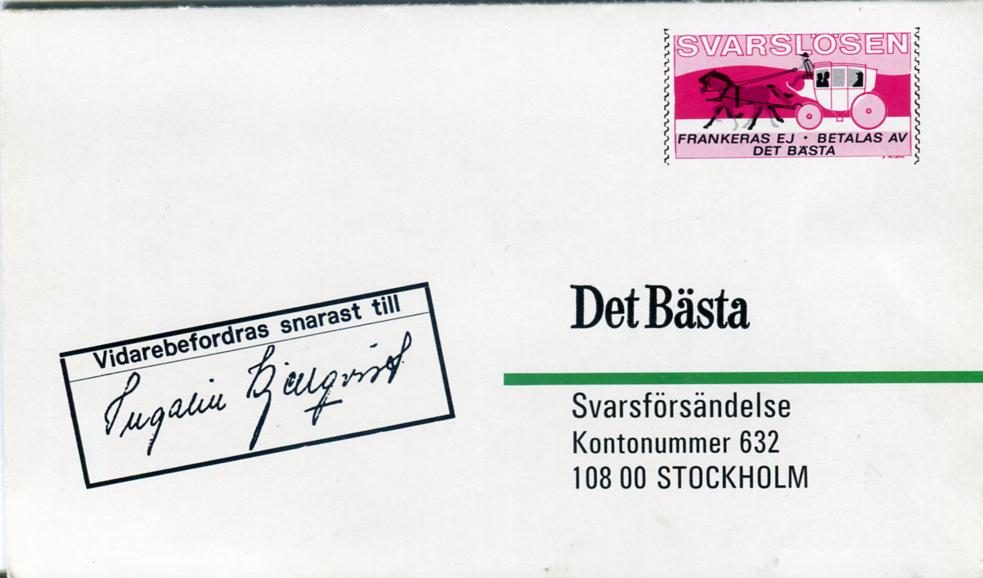 SVARSLÖSEN
FRANKERAS EJ · BETALAS AV
DET BÄSTA
Det Bästa
Vidarebefordras snarast till
Svarsförsändelse
Kontonummer 632
108 00 STOCKHOLM